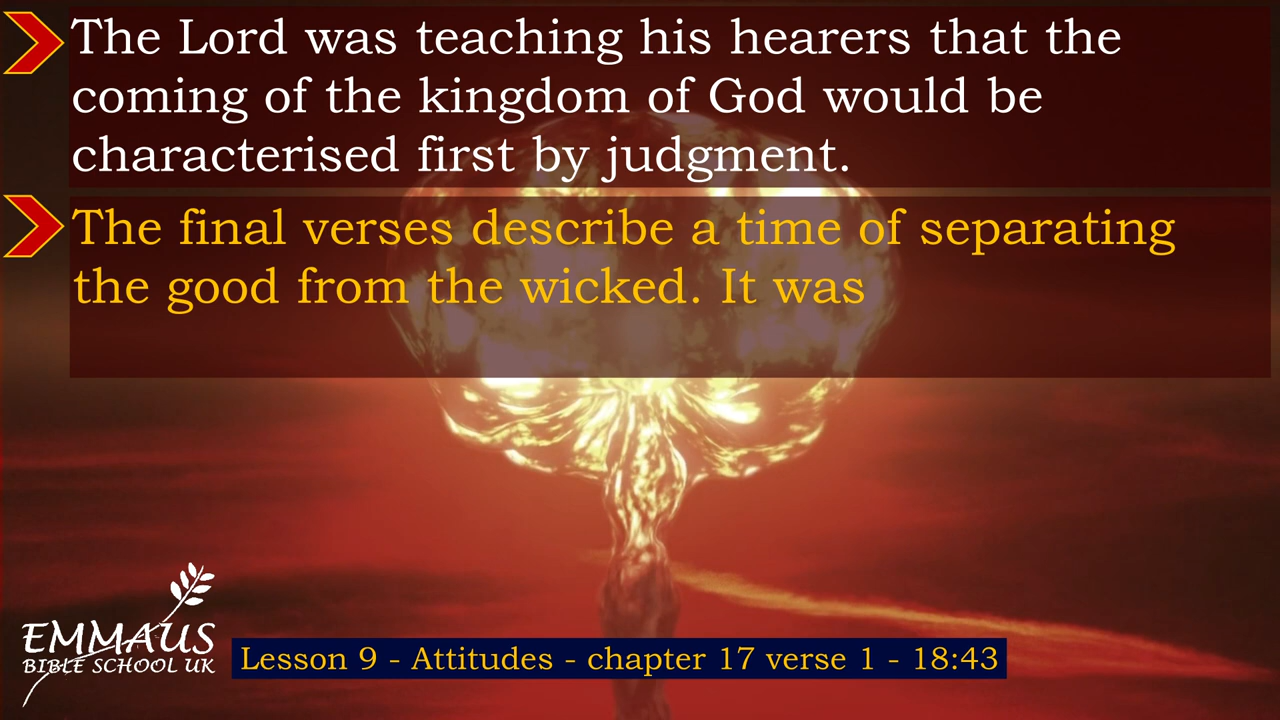 The Lord was teaching his hearers that the
coming of the kingdom of God would be
characterised first by judgment.
The final verses describe a time of separating
the good from the wicked. It was
EMMAUS
BIBLE SCHOOL UK
Lesson 9 - Attitudes - chapter 17 verse 1 - 18:43